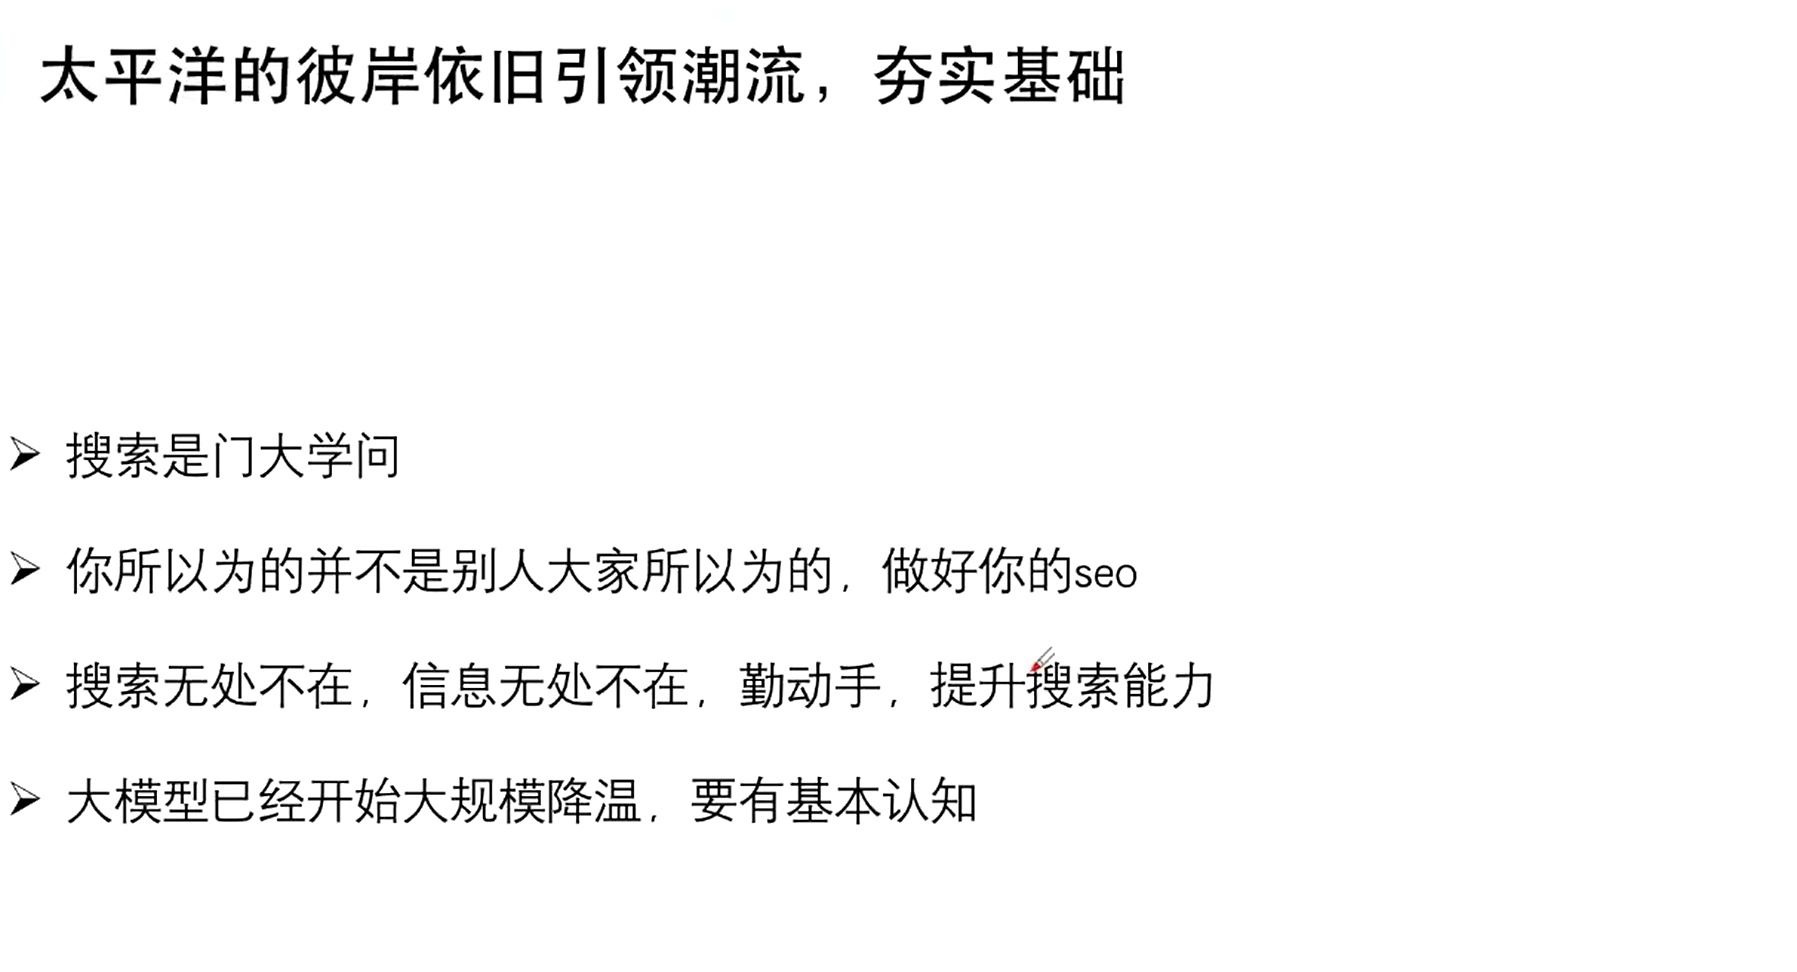 太平洋的彼岸依旧引领潮流，夯实基础
搜索是门大学问
你所以为的并不是别人大家所以为的，做好你的seo
搜索无处不在，信息无处不在，勤动手，提升搜索能力
大模型已经开始大规模降温，要有基本认知